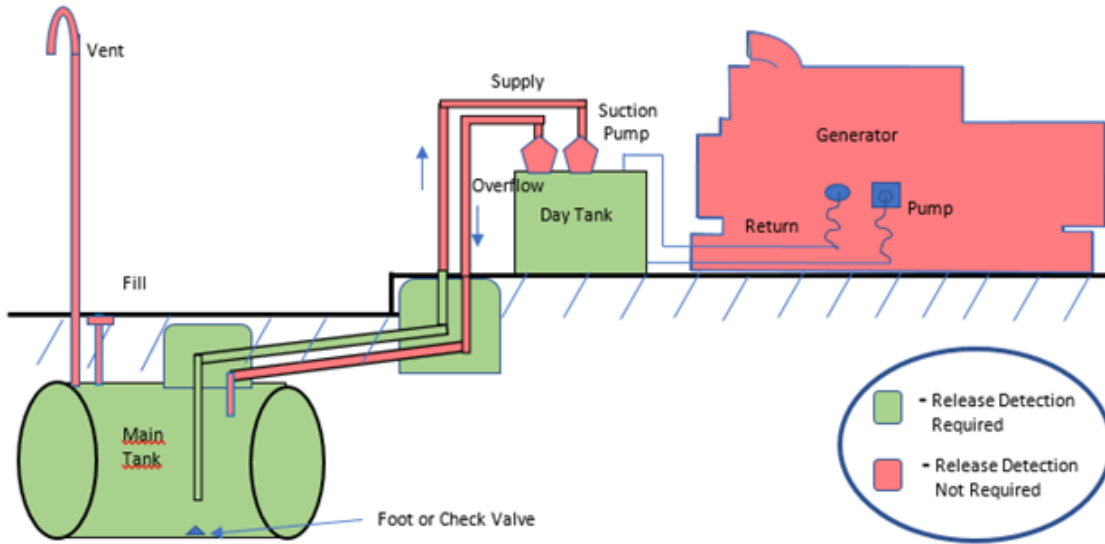 Vent
Supply
Suction
Pump
Generator
Overflow
Day Tank
Return
Pump
Fill
Main
Tank
Foot or Check Valve
- Release Detection
Required
- Release Detection
Not Required